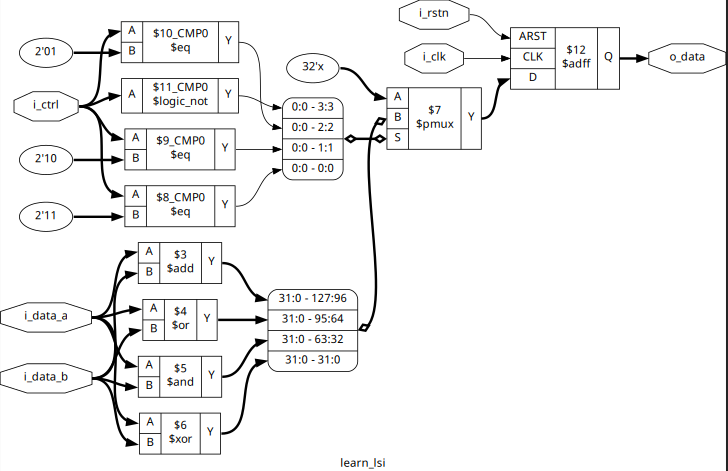 i_rstn
2'01
A
B
$10_CMP0
$eq
Y
ARST
CLK
D
$12
$adff
Q
o_data
i_clk
32'x
A
$11_CMP0
$logic_not
Y
i_ctrl
0:0 - 3:3
0:0 - 2:2
0:0 - 1:1
0:0 - 0:0
A
B
S
$7
$pmux
Y
2'10
A
B
$9_CMP0
$eq
Y
2'11
A
B
$8_CMP0
$eq
Y
A
B
$3
$add
Y
i_data_a
A
B
$4
$or
Y
31:0 - 127:96
31:0 - 95:64
31:0 - 63:32
31:0 - 31:0
i_data_b
A
B
$5
$and
Y
A
B
$6
$xor
Y
learn_lsi